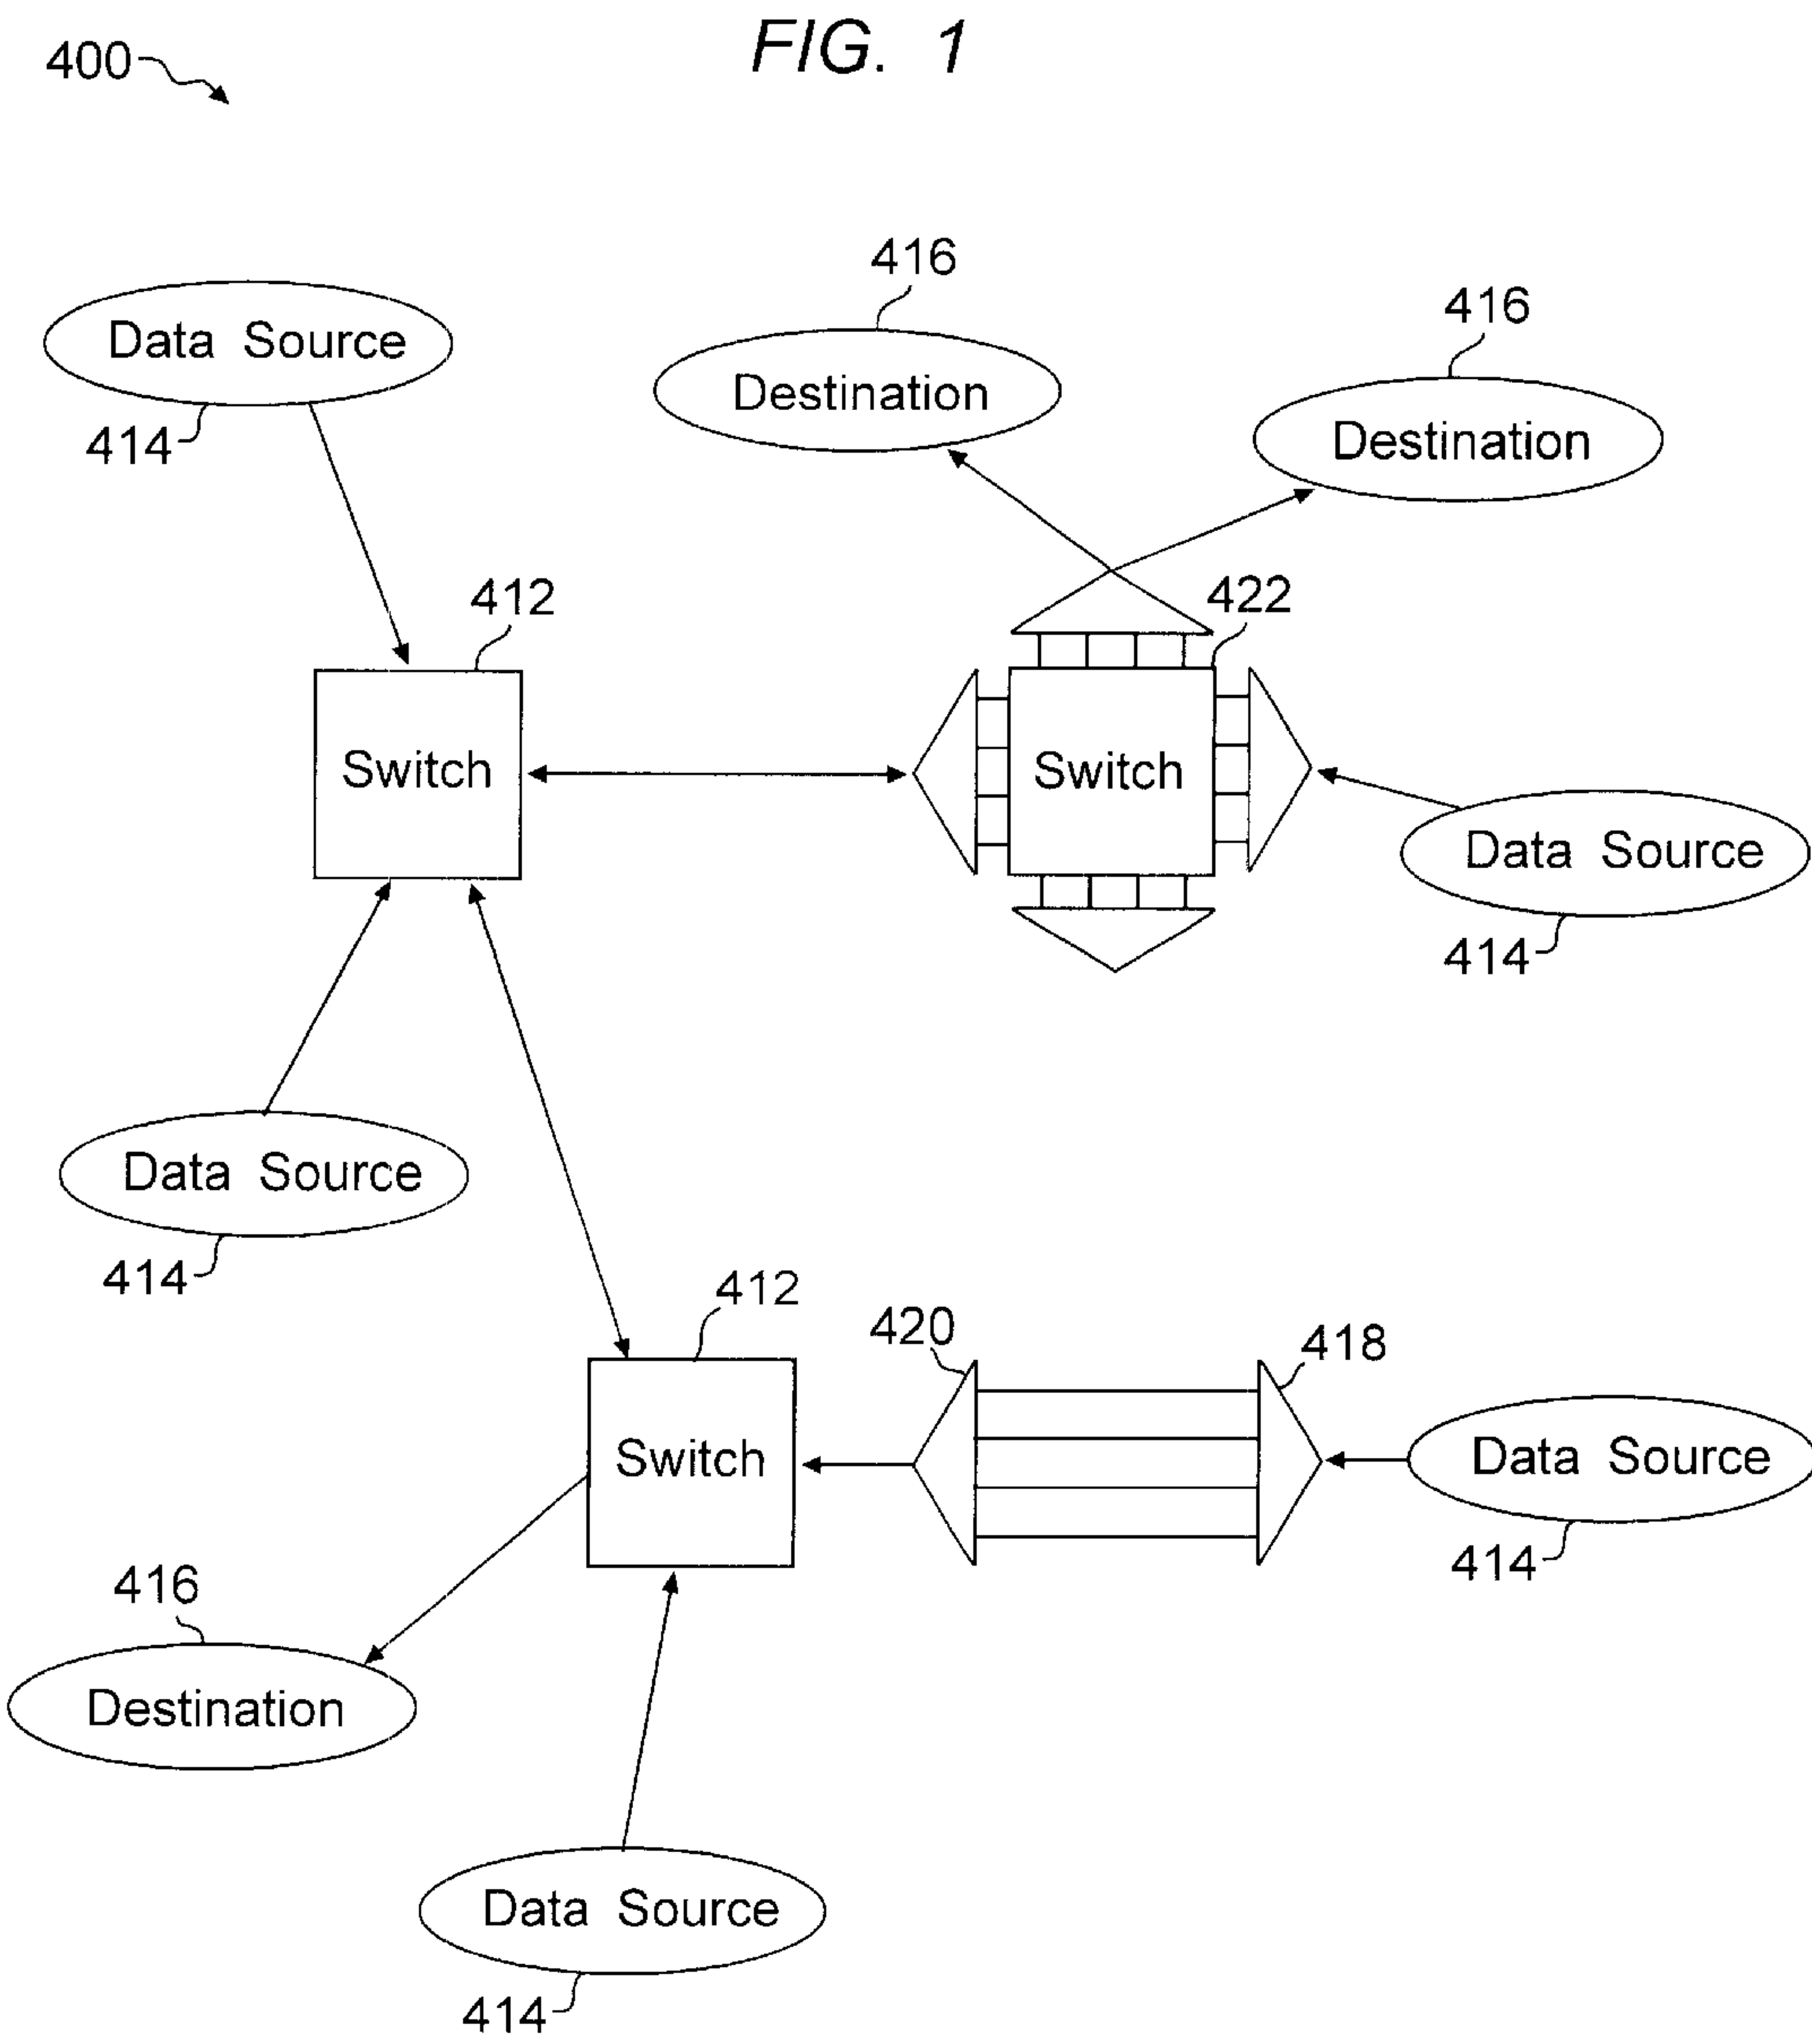 FIG. 1
400
416
416
Data Source
Destination
Destination
414
412
422
Switch
Switch
Data Source
414
Data Source
414
412
420
418
Switch
Data Source
414
416
Destination
Data Source
414